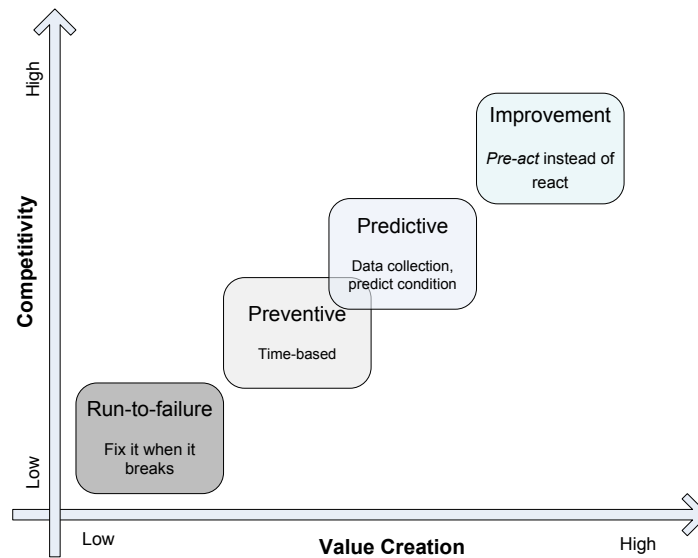 High
Improvement
Pre-act instead of
react
Competitivity
Predictive
Data collection,
predict condition
Preventive
Time-based
Run-to-failure
Fix it when it
breaks
Low
Low
Value Creation
High